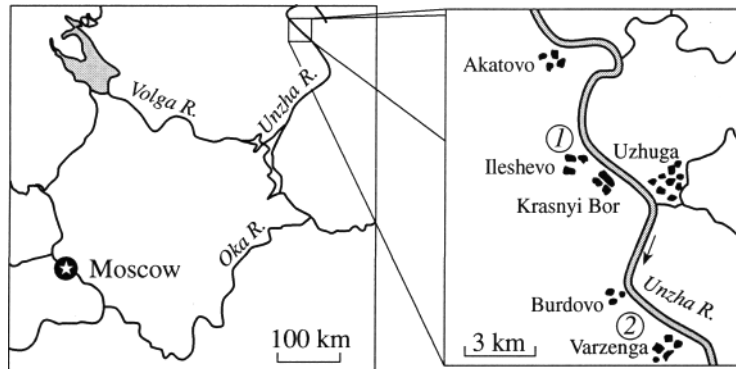 Volga R.
Unzha R.
Oka R.
Moscow
100 km
Akatovo
1
Ileshevo
Uzhuga
Krasnyi Bor
Unzha R.
Burdovo
2
3 km
Varzenga